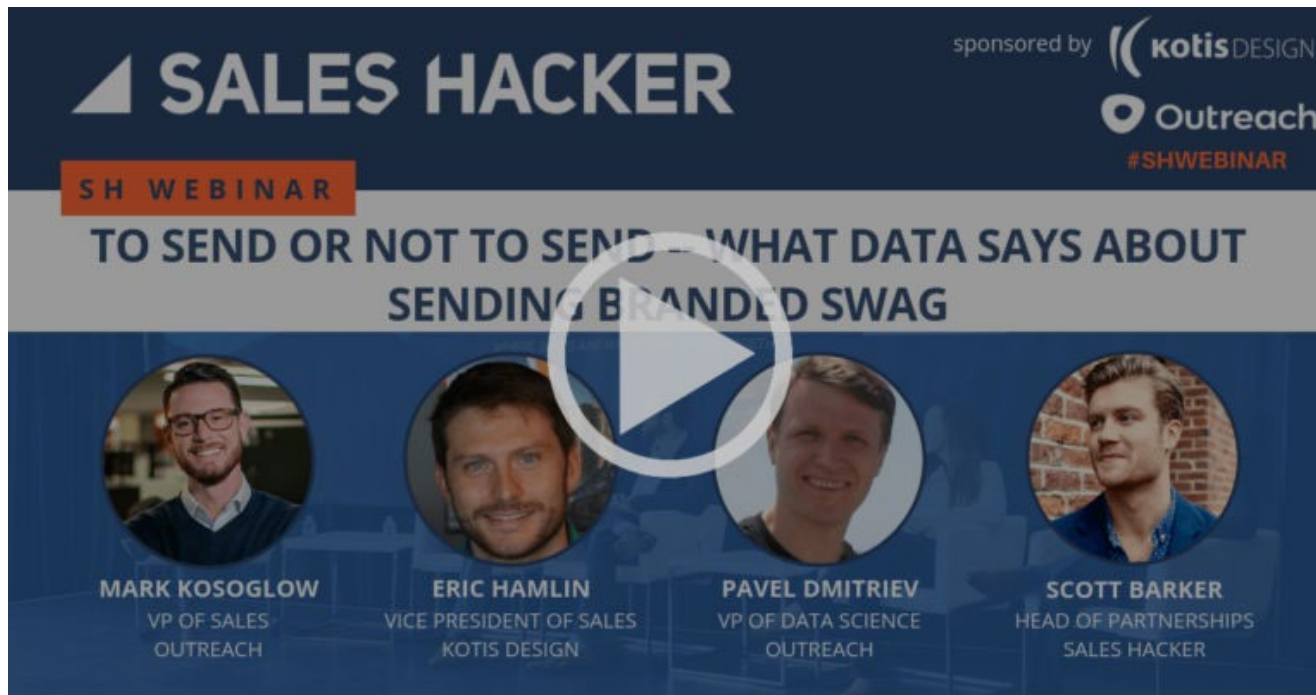 SALES HACKER
sponsored by
KOTIS DESIGN
Outreach
#SHWEBINAR
SH WEBINAR
TO SEND OR NOT TO SEND – WHAT DATA SAYS ABOUT
SENDING BRANDED SWAG
MARK KOSOGLOW
VP OF SALES
OUTREACH
ERIC HAMLIN
VICE PRESIDENT OF SALES
KOTIS DESIGN
PAVEL DMITRIEV
VP OF DATA SCIENCE
OUTREACH
SCOTT BARKER
HEAD OF PARTNERSHIPS
SALES HACKER